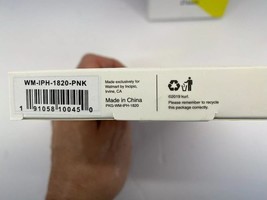 WM-IPH-1820-PNK
1 91058 10045 0
Made exclusively for
Walmart by Incipio,
Irvine, CA
Made in China
PRS-WM-IPH-1820
©2019 Incipio
Please remember to recycle
this package correctly.